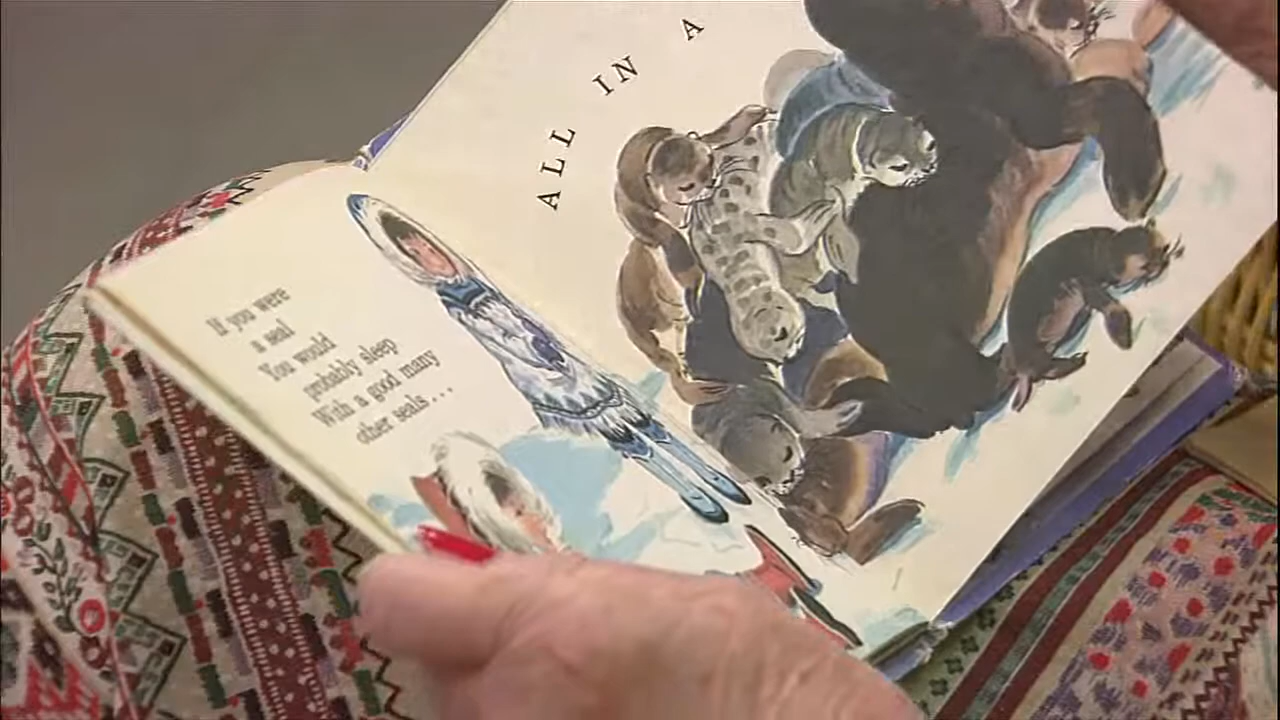 If you were
a seal
You would
probably sleep
With a good many
other seals...
ALL IN A